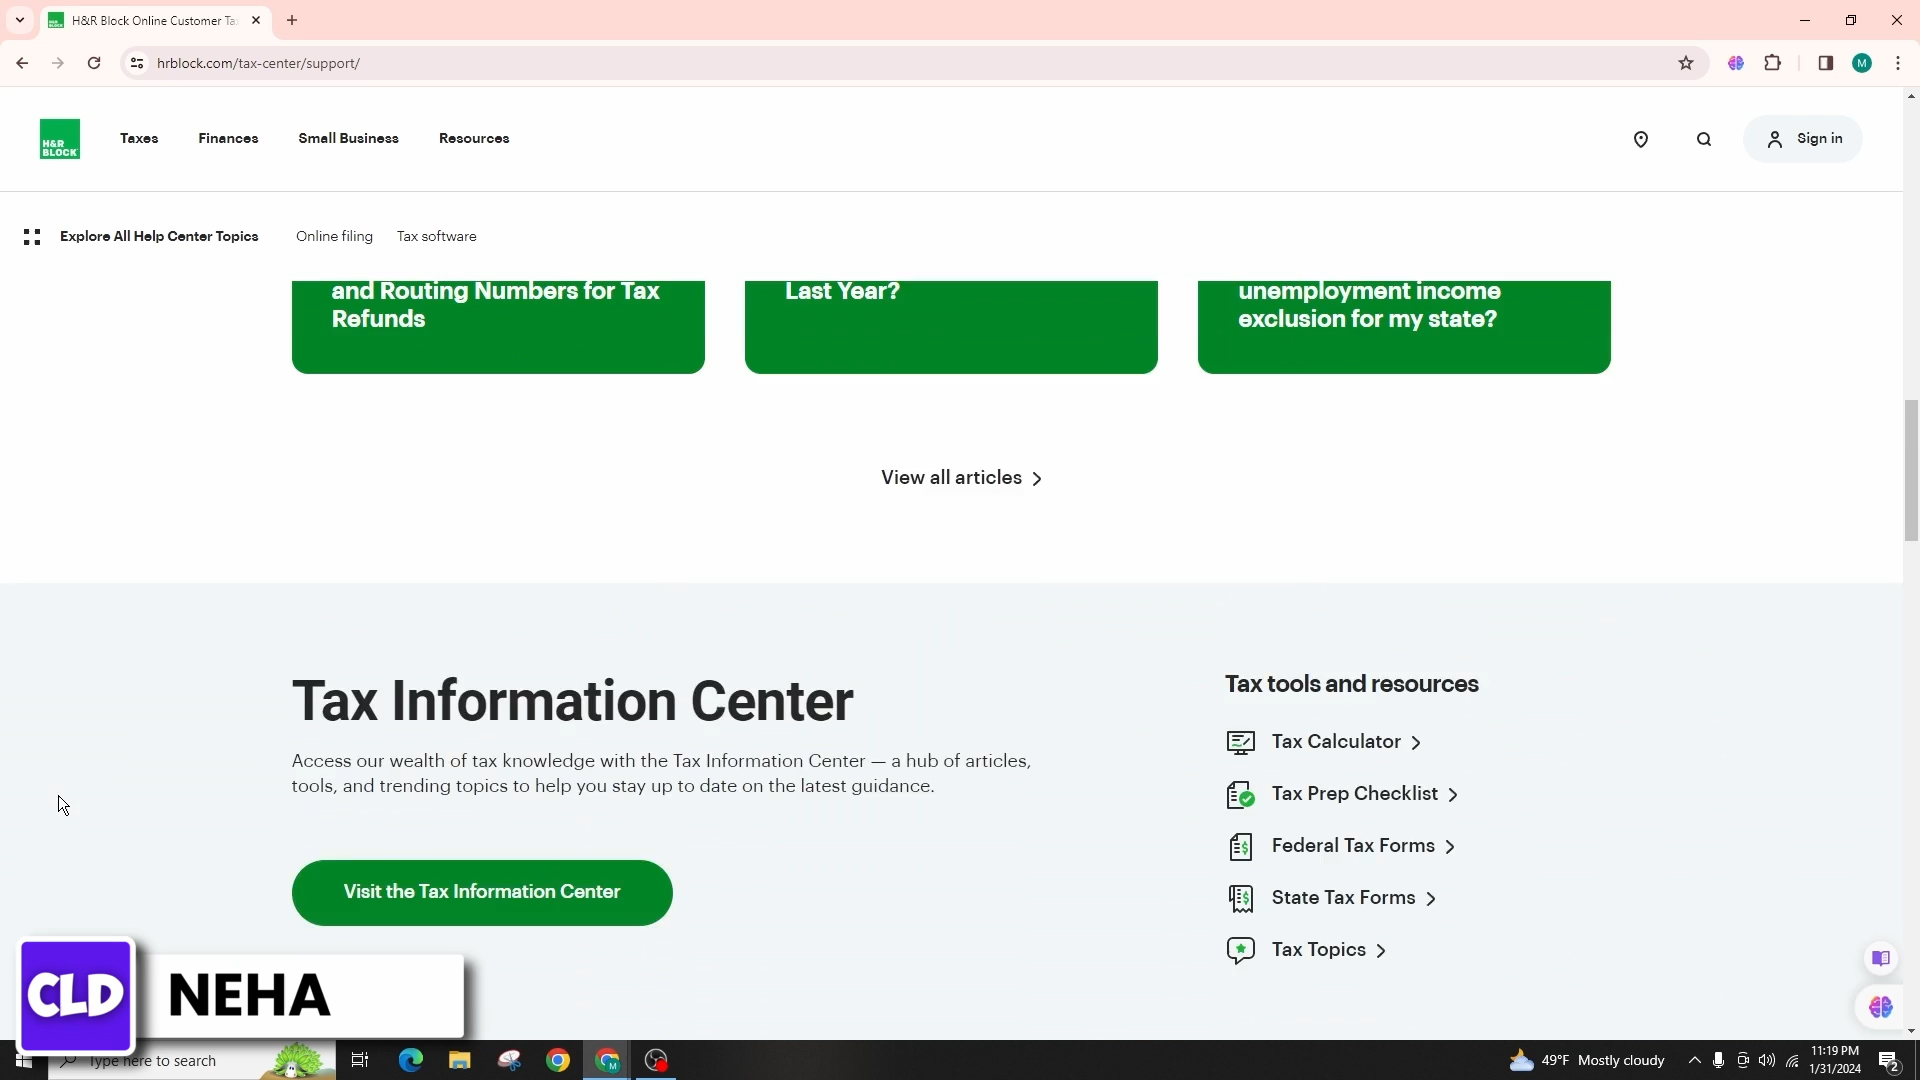 H&R Block Online Customer Ta
hrblock.com/tax-center/support/
M
H&R
BLOCK
Taxes
Finances
Small Business
Resources
Sign in
Explore All Help Center Topics
Online filing
Tax software
and Routing Numbers for Tax
Refunds
Last Year?
unemployment income
exclusion for my state?
View all articles
Tax Information Center
Access our wealth of tax knowledge with the Tax Information Center — a hub of articles,
tools, and trending topics to help you stay up to date on the latest guidance.
Visit the Tax Information Center
Tax tools and resources
Tax Calculator
Tax Prep Checklist
Federal Tax Forms
State Tax Forms
Tax Topics
CLD
NEHA
Type here to search
49°F Mostly cloudy
11:19 PM
1/31/2024
2